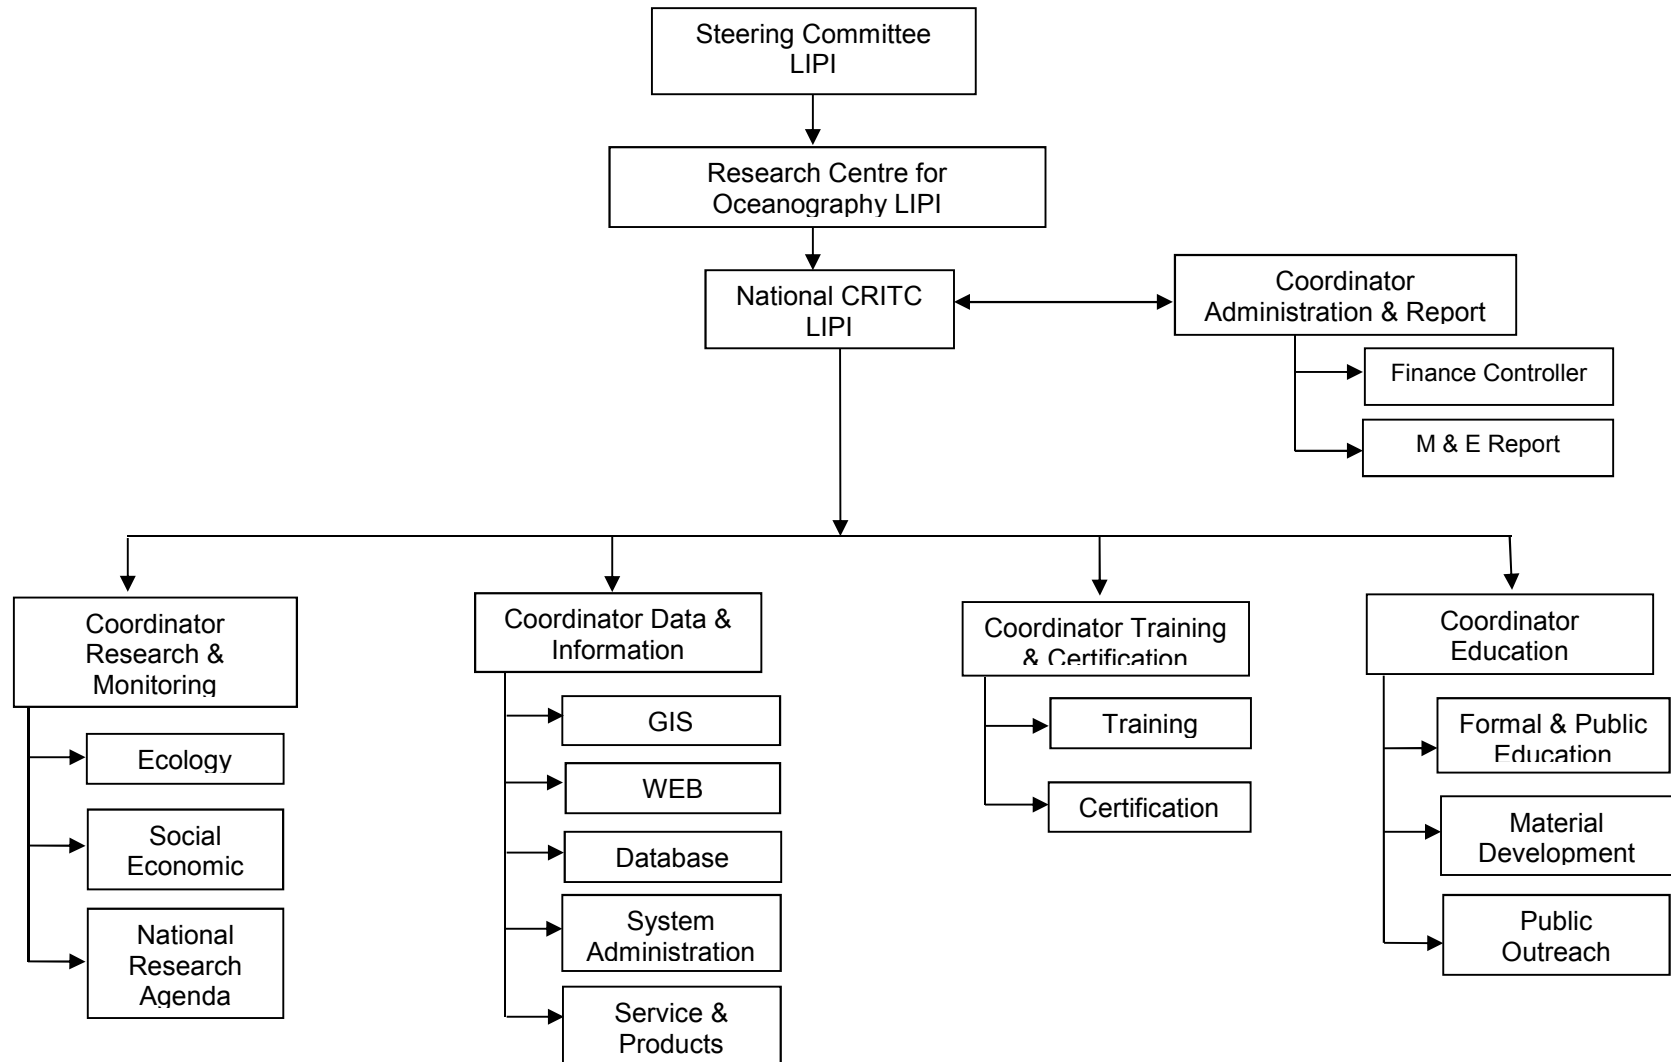 Steering Committee
LIPI
Research Centre for
Oceanography LIPI
National CRITC
LIPI
Coordinator
Administration & Report
Finance Controller
M & E Report
Coordinator
Research &
Monitoring
Ecology
Social
Economic
National
Research
Agenda
Coordinator Data &
Information
GIS
WEB
Database
System
Administration
Service &
Products
Coordinator Training
& Certification
Training
Certification
Coordinator
Education
Formal & Public
Education
Material
Development
Public
Outreach